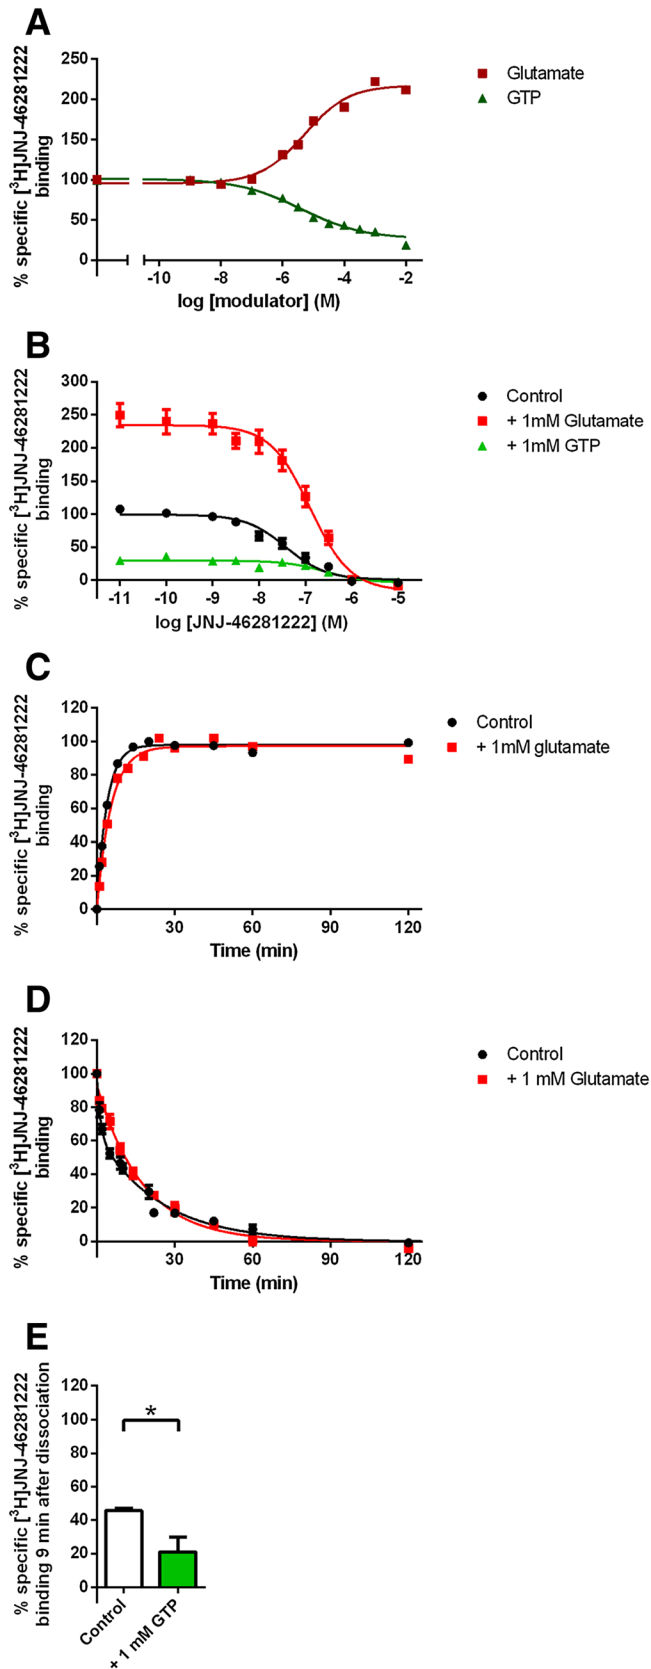 A
% specific [³H]JNJ-46281222
binding
250
200
150
100
50
0
-10
-8
-6
-4
-2
log [modulator] (M)
Glutamate
GTP
B
% specific [³H]JNJ-46281222
binding
300
250
200
150
100
50
0
-11
-10
-9
-8
-7
-6
-5
log [JNJ-46281222] (M)
Control
+ 1mM Glutamate
+ 1mM GTP
C
% specific [³H]JNJ-46281222
binding
120
100
80
60
40
20
0
30
60
90
120
Time (min)
Control
+ 1mM glutamate
D
% specific [³H]JNJ-46281222
binding
120
100
80
60
40
20
0
30
60
90
120
Time (min)
Control
+ 1 mM Glutamate
E
% specific [³H]JNJ-46281222
binding 9 min after dissociation
120
100
80
60
40
20
0
*
Control
+ 1 mM GTP